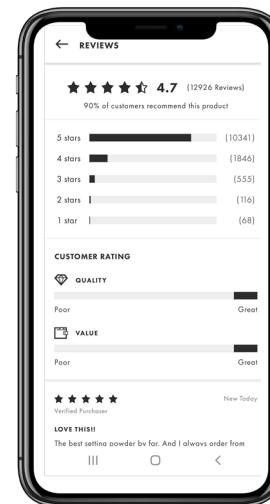 REVIEWS
4.7 (12926 Reviews)
90% of customers recommend this product
5 stars (10341)
4 stars (1846)
3 stars (555)
2 stars (116)
1 star (68)
CUSTOMER RATING
QUALITY
Poor Great
VALUE
Poor Great
New Today
Verified Purchaser
LOVE THIS!!
The best setting powder by far. And I always order from